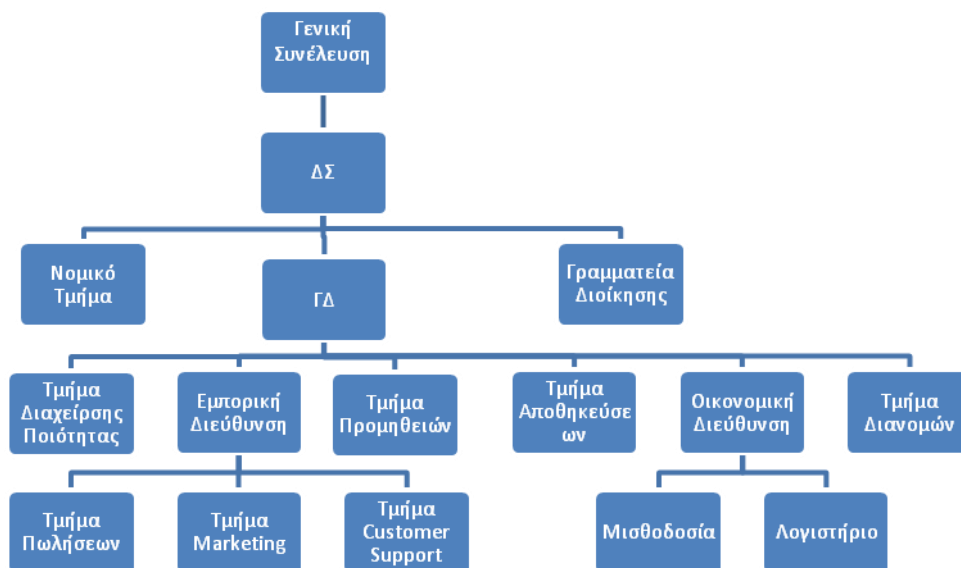 Γενική
Συνέλευση
ΔΣ
Νομικό
Τμήμα
ΓΔ
Γραμματεία
Διοίκησης
Τμήμα
Διαχείρσης
Ποιότητας
Εμπορική
Διεύθυνση
Τμήμα
Προμηθειών
Τμήμα
Αποθηκεύσε
ων
Οικονομική
Διεύθυνση
Τμήμα
Διανομών
Τμήμα
Πωλήσεων
Τμήμα
Marketing
Τμήμα
Customer
Support
Μισθοδοσία
Λογιστήριο